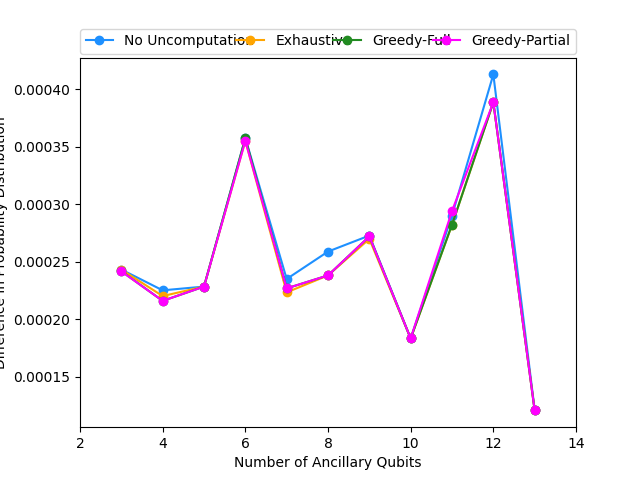 No Uncomputation Exhaustive Greedy-Full Greedy-Partial
0.00040
0.00035
0.00030
0.00025
0.00020
0.00015
Difference in Probability Distribution
2 4 6 8 10 12 14
Number of Ancillary Qubits